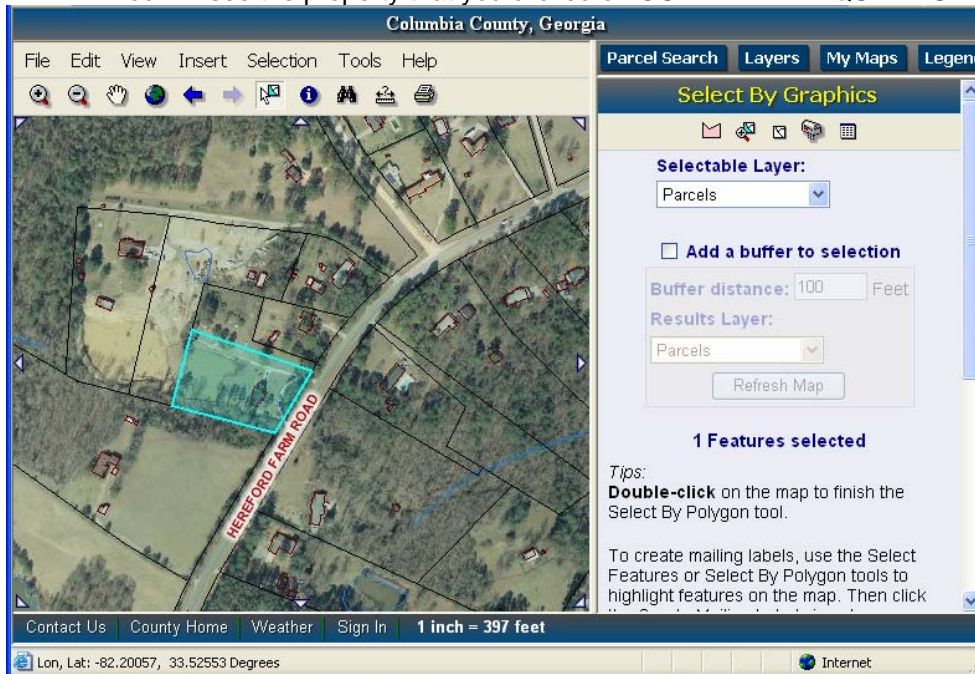 Columbia County, Georgia
File Edit View Insert Selection Tools Help
Parcel Search Layers My Maps Legen
Select By Graphics
Selectable Layer:
Parcels
Add a buffer to selection
Buffer distance: 100 Feet
Results Layer:
Parcels
Refresh Map
1 Features selected
HEREFORD FARM ROAD
Tips:
Double-click on the map to finish the
Select By Polygon tool.
To create mailing labels, use the Select
Features or Select By Polygon tools to
highlight features on the map. Then click
Contact Us County Home Weather Sign In 1 inch = 397 feet
Lon, Lat: -82.20057, 33.52553 Degrees
Internet